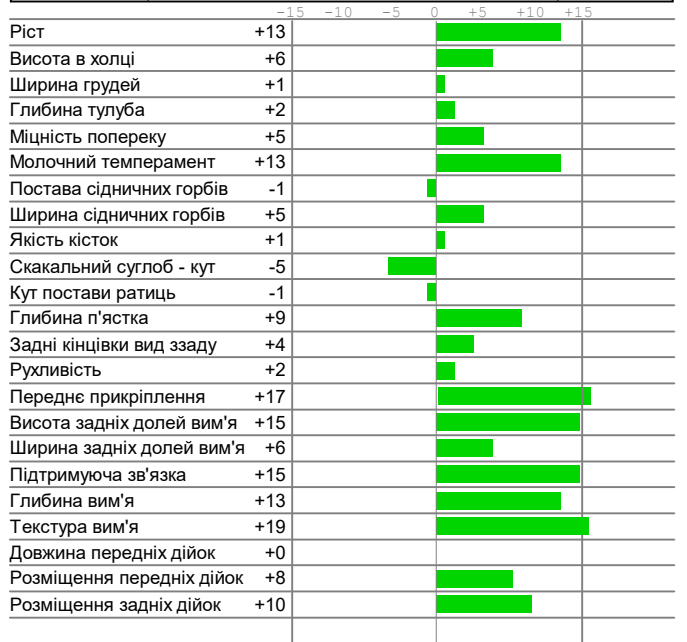 -15 -10 -5 0 +5 +10 +15
Ріст +13
Висота в холці +6
Ширина грудей +1
Глибина тулуба +2
Міцність попереку +5
Молочний темперамент +13
Постава сідничних горбів -1
Ширина сідничних горбів +5
Якість кісток +1
Скакальний суглоб - кут -5
Кут постави ратиць -1
Глибина п'ястка +9
Задні кінцівки вид ззаду +4
Рухливість +2
Переднє прикріплення +17
Висота задніх долей вим'я +15
Ширина задніх долей вим'я +6
Підтримуюча зв'язка +15
Глибина вим'я +13
Текстура вим'я +19
Довжина передніх дійок +0
Розміщення передніх дійок +8
Розміщення задніх дійок +10